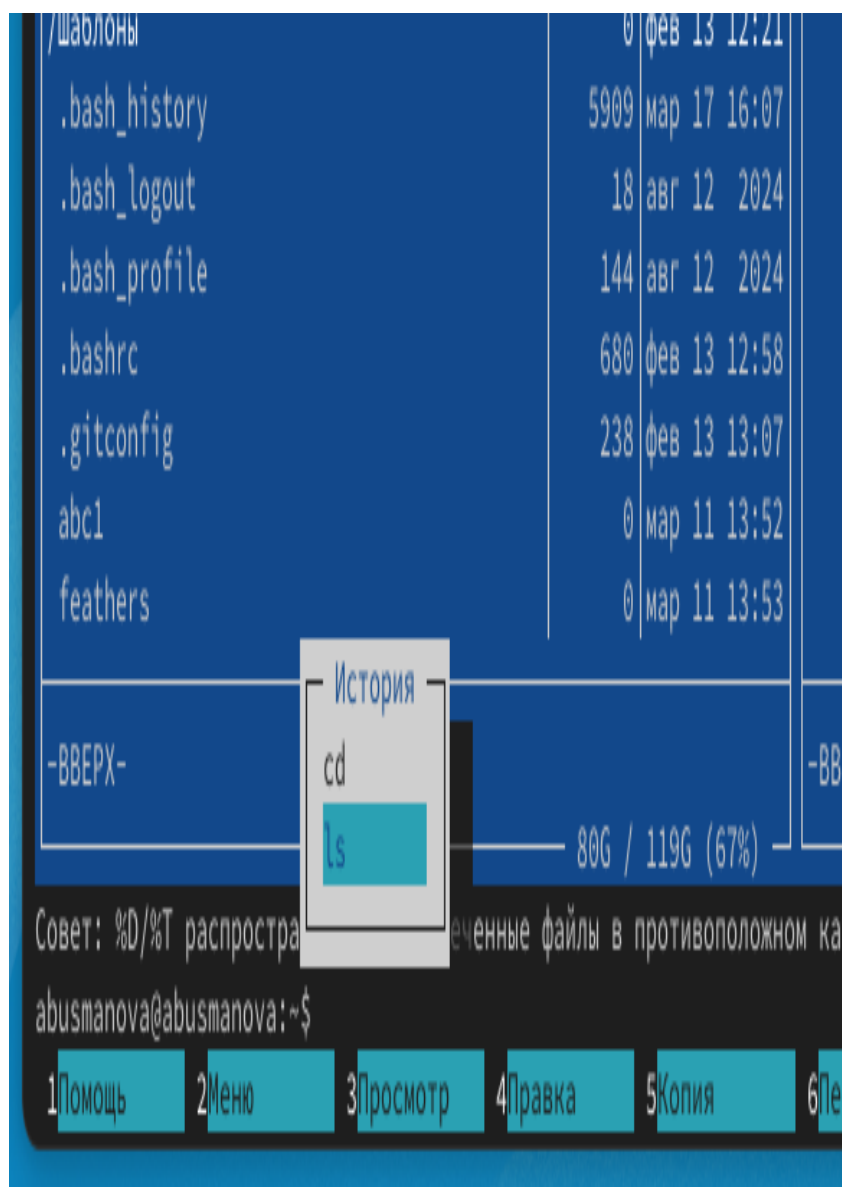 /Шаблоны 0 фев 13 12:21
.bash_history 5909 мар 17 16:07
.bash_logout 18 авг 12 2024
.bash_profile 144 авг 12 2024
.bashrc 680 фев 13 12:58
.gitconfig 238 фев 13 13:07
abc1 0 мар 11 13:52
feathers 0 мар 11 13:53
История
cd
ls
-ВВЕРХ- -ВВ
80G / 119G (67%)
Совет: %D/%T распростра еченные файлы в противоположном ка
abusmanova@abusmanova:~$
1Помощь 2Меню 3Просмотр 4Правка 5Копия 6Пе